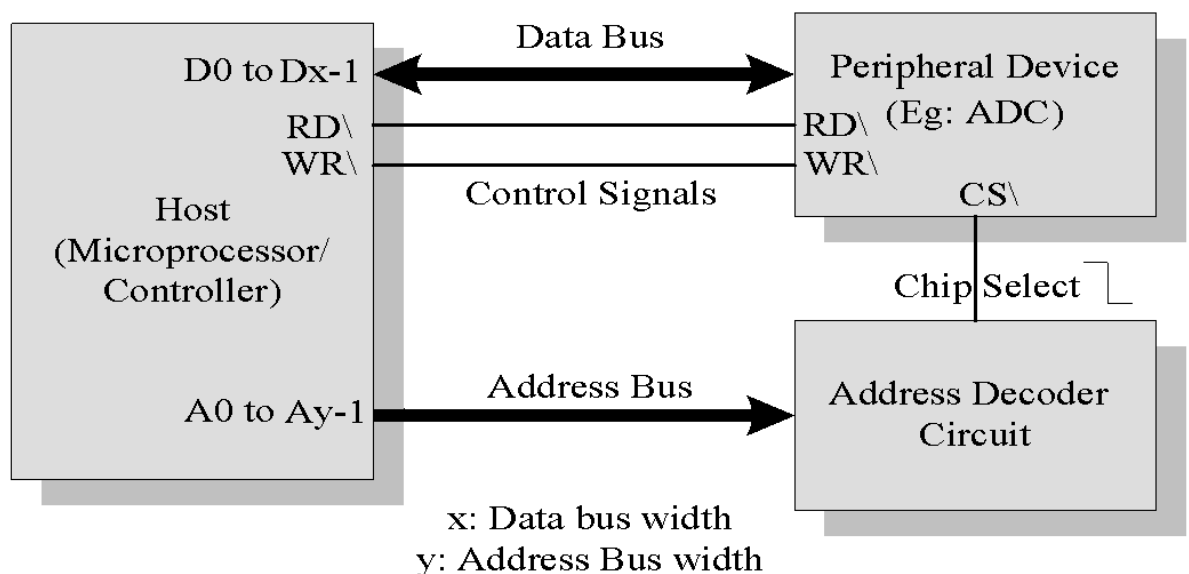 Data Bus
D0 to Dx-1
RD\
WR\
Control Signals
Host
(Microprocessor/
Controller)
A0 to Ay-1
Peripheral Device
(Eg: ADC)
RD\
WR\
CS\
Chip Select
Address Bus
Address Decoder
Circuit
x: Data bus width
y: Address Bus width